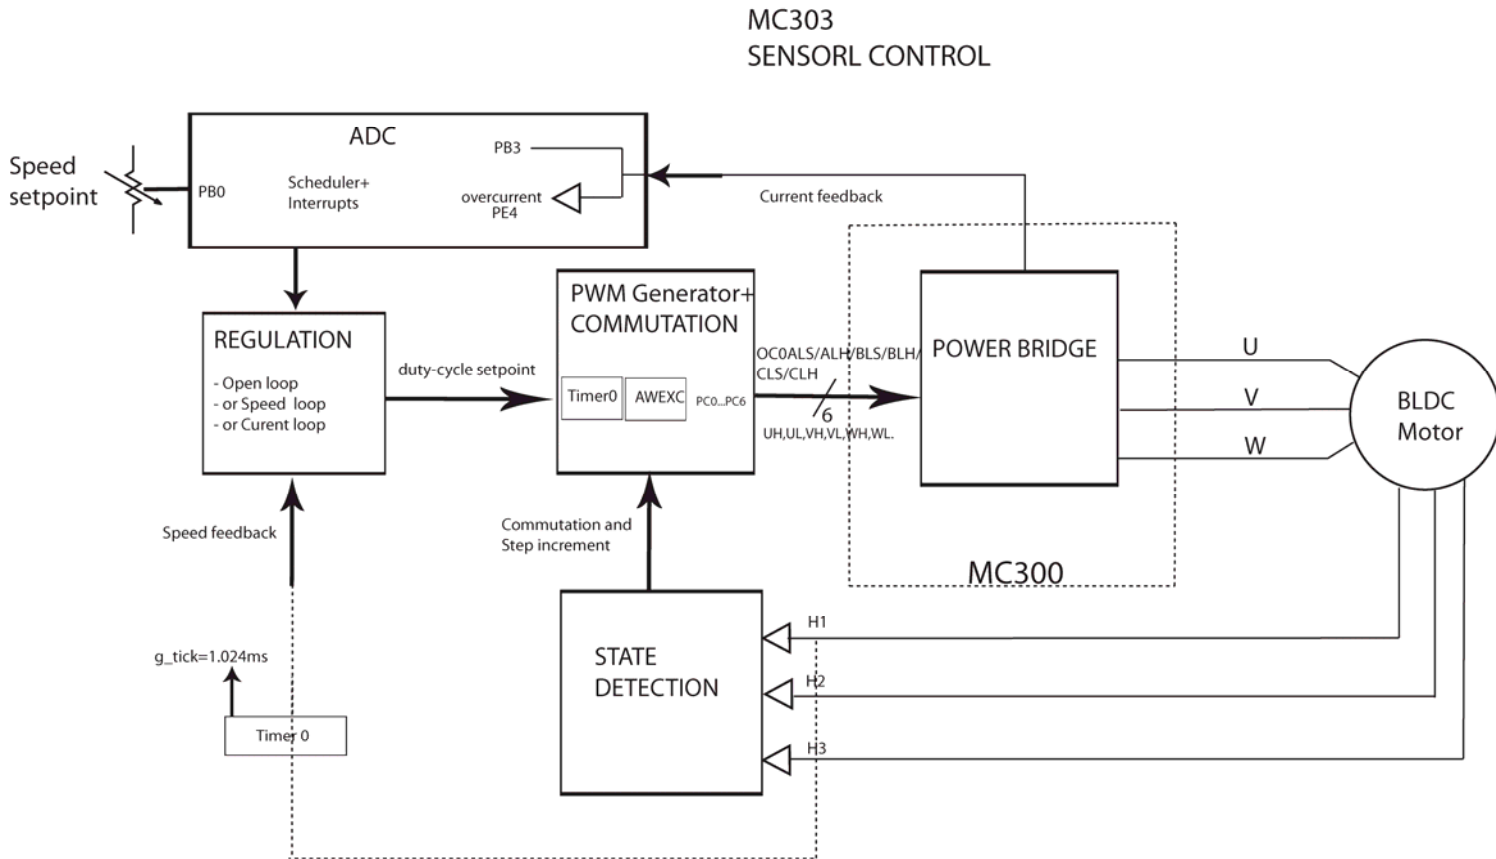 MC303
SENSORL CONTROL
ADC
Speed
setpoint
PB0
Scheduler+
Interrupts
PB3
overcurrent
PE4
Current feedback
REGULATION
- Open loop
- or Speed loop
- or Curent loop
duty-cycle setpoint
PWM Generator+
COMMUTATION
Timer0
AWEXC
PC0...PC6
OC0ALS/ALH/BLS/BLH/
CLS/CLH
6
UH,UL,VH,VL,WH,WL.
POWER BRIDGE
U
V
W
BLDC
Motor
MC300
Speed feedback
Commutation and
Step increment
g_tick=1.024ms
Timer 0
STATE
DETECTION
H1
H2
H3